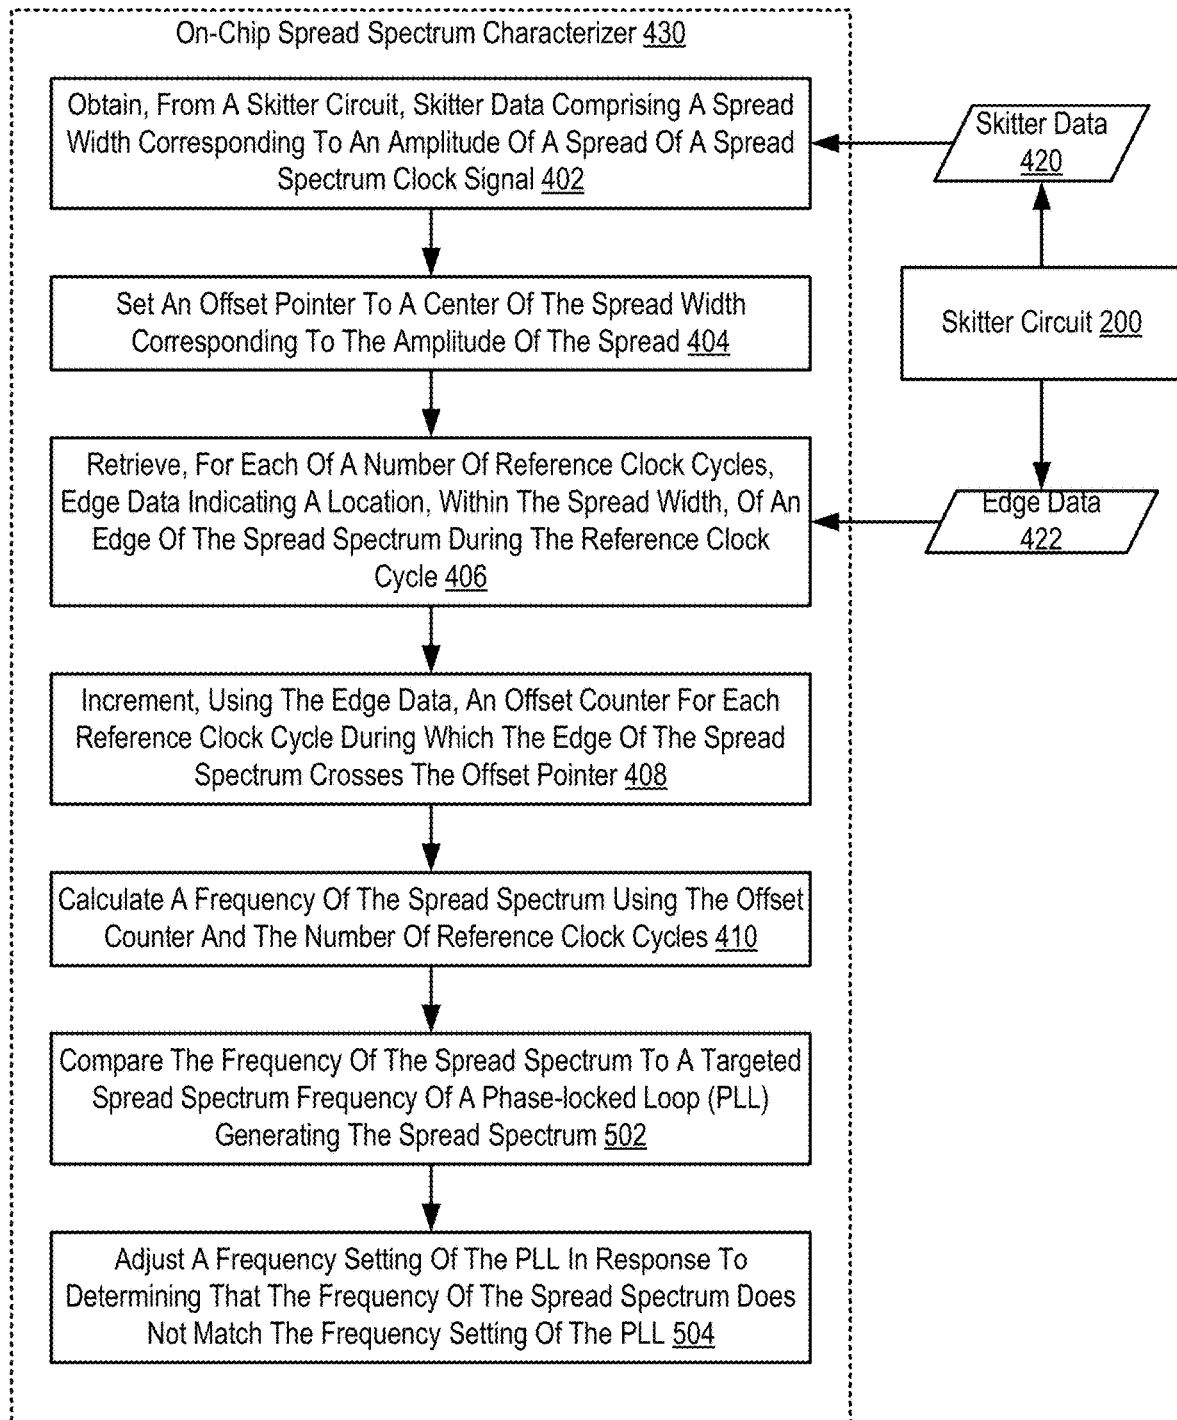 On-Chip Spread Spectrum Characterizer 430
Obtain, From A Skitter Circuit, Skitter Data Comprising A Spread
Width Corresponding To An Amplitude Of A Spread Of A Spread
Spectrum Clock Signal 402
Skitter Data
420
Set An Offset Pointer To A Center Of The Spread Width
Corresponding To The Amplitude Of The Spread 404
Skitter Circuit 200
Retrieve, For Each Of A Number Of Reference Clock Cycles,
Edge Data Indicating A Location, Within The Spread Width, Of An
Edge Of The Spread Spectrum During The Reference Clock
Cycle 406
Edge Data
422
Increment, Using The Edge Data, An Offset Counter For Each
Reference Clock Cycle During Which The Edge Of The Spread
Spectrum Crosses The Offset Pointer 408
Calculate A Frequency Of The Spread Spectrum Using The Offset
Counter And The Number Of Reference Clock Cycles 410
Compare The Frequency Of The Spread Spectrum To A Targeted
Spread Spectrum Frequency Of A Phase-locked Loop (PLL)
Generating The Spread Spectrum 502
Adjust A Frequency Setting Of The PLL In Response To
Determining That The Frequency Of The Spread Spectrum Does
Not Match The Frequency Setting Of The PLL 504